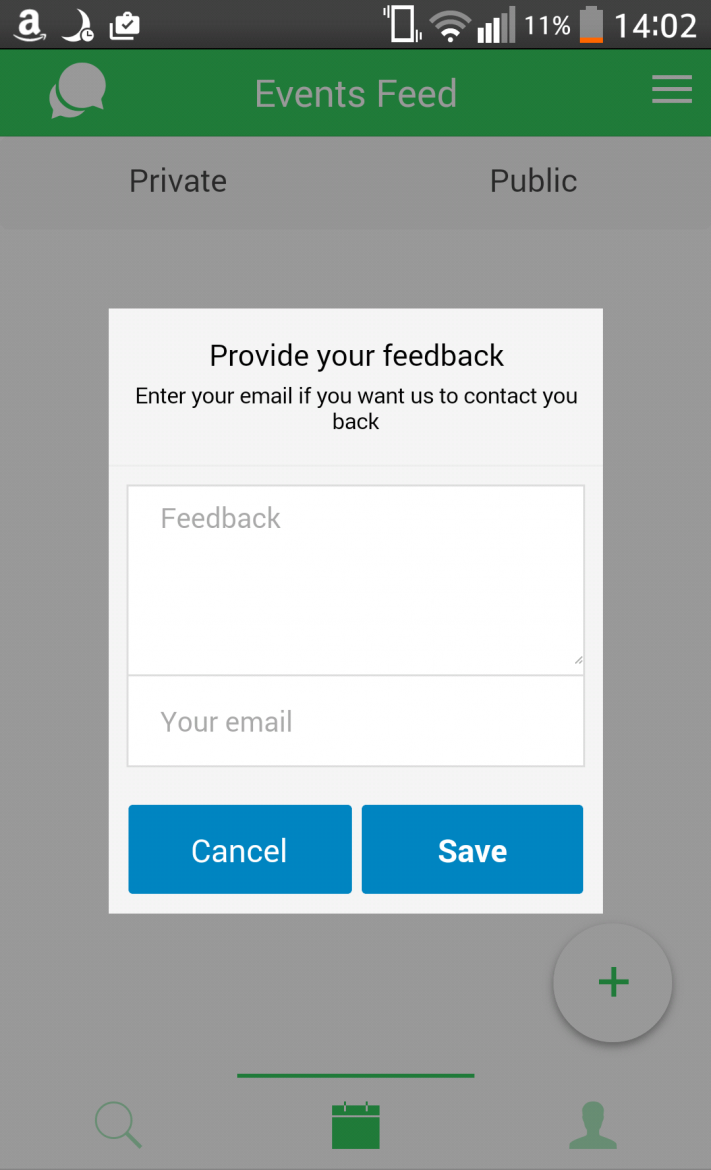 a 11% 14:02
Events Feed
Private Public
Provide your feedback
Enter your email if you want us to contact you
back
Feedback
Your email
Cancel Save